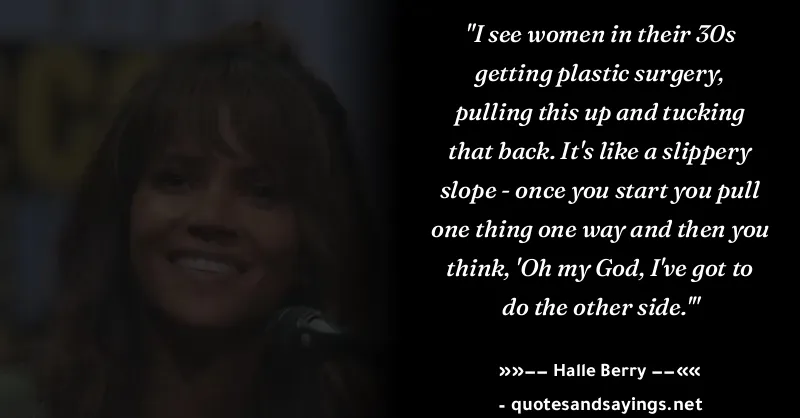 "I see women in their 30s
getting plastic surgery,
pulling this up and tucking
that back. It's like a slippery
slope - once you start you pull
one thing one way and then you
think, 'Oh my God, I've got to
do the other side.'"
»»−− Halle Berry −−««
- quotesandsayings.net